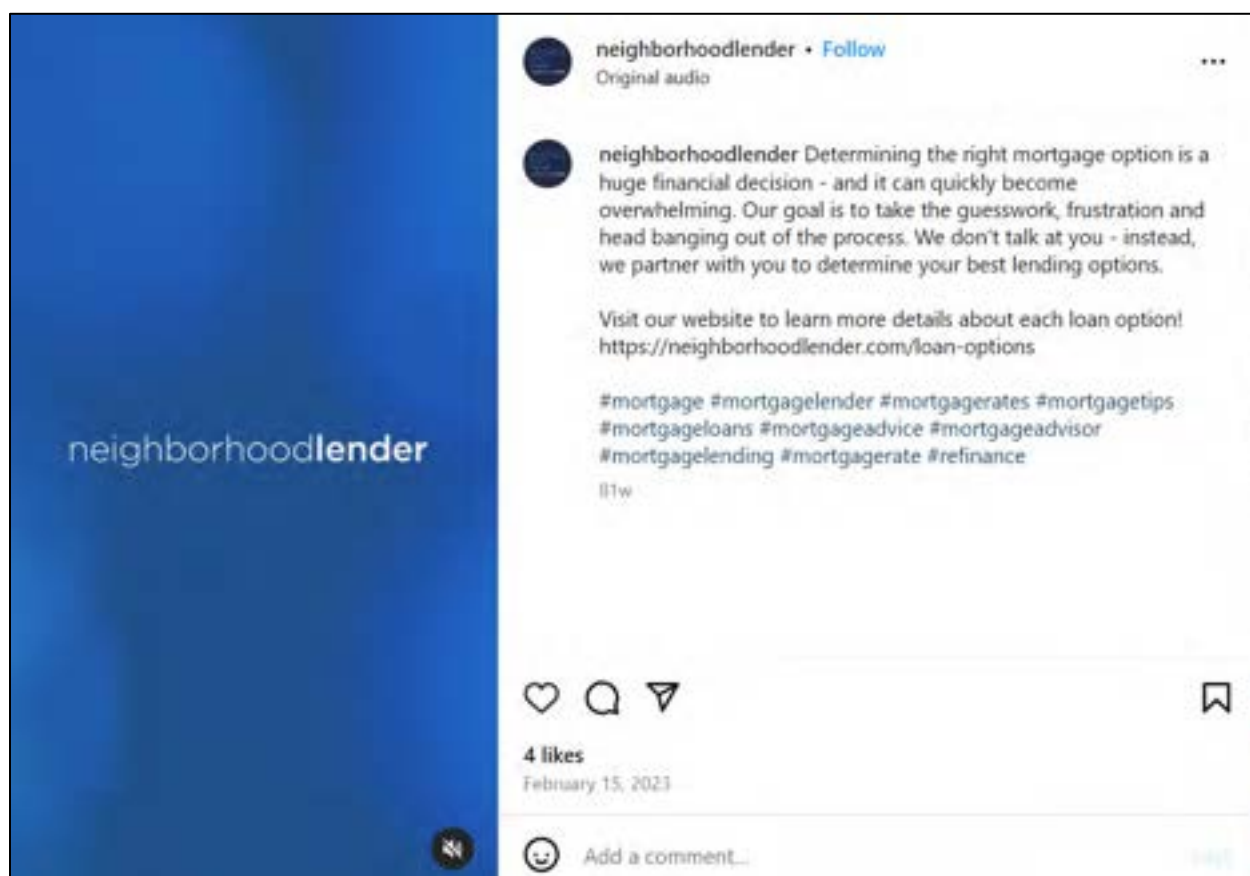 neighborhoodlender
neighborhoodlender • Follow
Original audio
neighborhoodlender Determining the right mortgage option is a
huge financial decision - and it can quickly become
overwhelming. Our goal is to take the guesswork, frustration and
head banging out of the process. We don't talk at you - instead,
we partner with you to determine your best lending options.
Visit our website to learn more details about each loan option!
https://neighborhoodlender.com/loan-options
#mortgage #mortgagelender #mortgagerates #mortgagetips
#mortgageloans #mortgageadvice #mortgageadvisor
#mortgagelending #mortgagerate #refinance
4 likes
February 15, 2023
Add a comment...